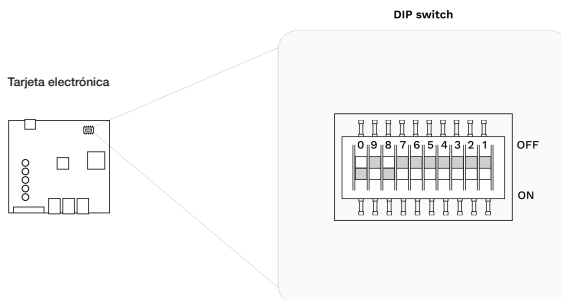 DIP switch
Tarjeta electrónica
0 9 8 7 6 5 4 3 2 1
OFF
ON